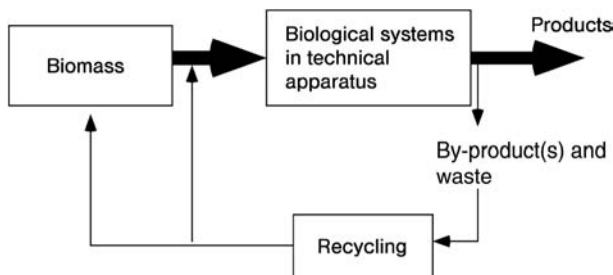 Products
Biomass
Biological systems
in technical
apparatus
By-product(s) and
waste
Recycling